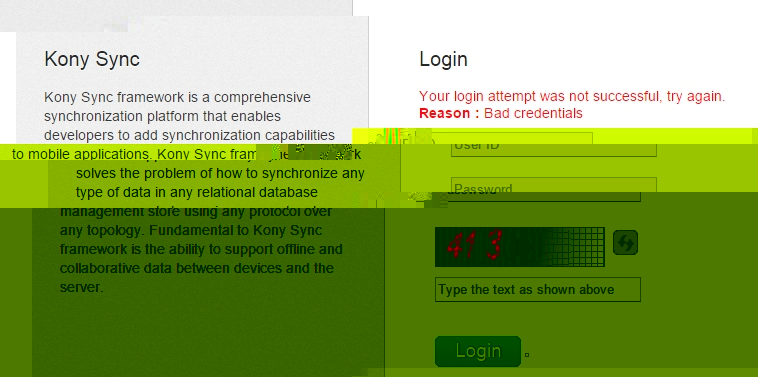 Kony Sync
Kony Sync framework is a comprehensive
synchronization platform that enables
developers to add synchronization capabilities
to mobile applications. Kony Sync
solves the problem of how to synchronize any
type of data in any relational database
management store using any protocol over
any topology. Fundamental to Kony Sync
framework is the ability to support offline and
collaborative data between devices and the
server.
Login
Your login attempt was not successful, try again.
Reason : Bad credentials
User ID
Password
413
Type the text as shown above
Login